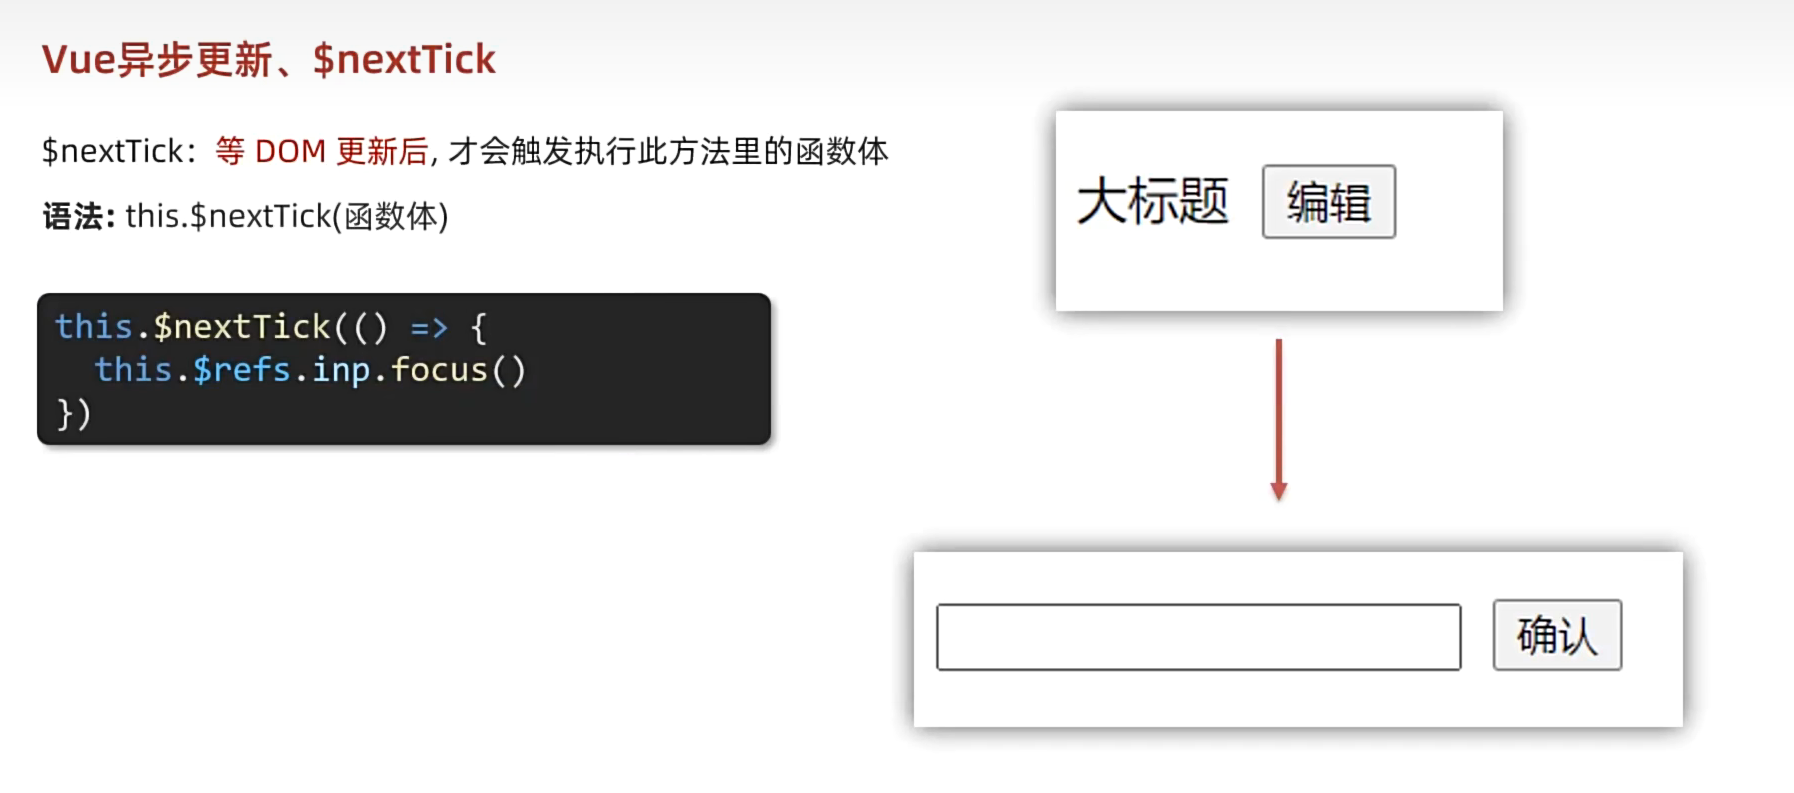 Vue异步更新、$nextTick
$nextTick：等 DOM 更新后, 才会触发执行此方法里的函数体
语法: this.$nextTick(函数体)
this.$nextTick(() => {
  this.$refs.inp.focus()
})
大标题 编辑
确认